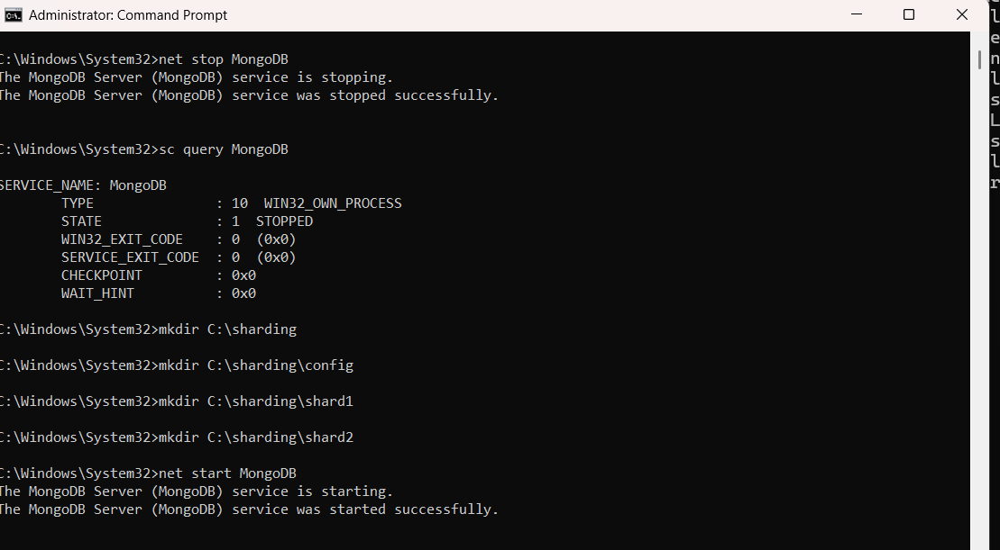 Administrator: Command Prompt
C:\Windows\System32>net stop MongoDB
The MongoDB Server (MongoDB) service is stopping.
The MongoDB Server (MongoDB) service was stopped successfully.
C:\Windows\System32>sc query MongoDB
SERVICE_NAME: MongoDB
TYPE : 10 WIN32_OWN_PROCESS
STATE : 1 STOPPED
WIN32_EXIT_CODE : 0 (0x0)
SERVICE_EXIT_CODE : 0 (0x0)
CHECKPOINT : 0x0
WAIT_HINT : 0x0
C:\Windows\System32>mkdir C:\sharding
C:\Windows\System32>mkdir C:\sharding\config
C:\Windows\System32>mkdir C:\sharding\shard1
C:\Windows\System32>mkdir C:\sharding\shard2
C:\Windows\System32>net start MongoDB
The MongoDB Server (MongoDB) service is starting.
The MongoDB Server (MongoDB) service was started successfully.